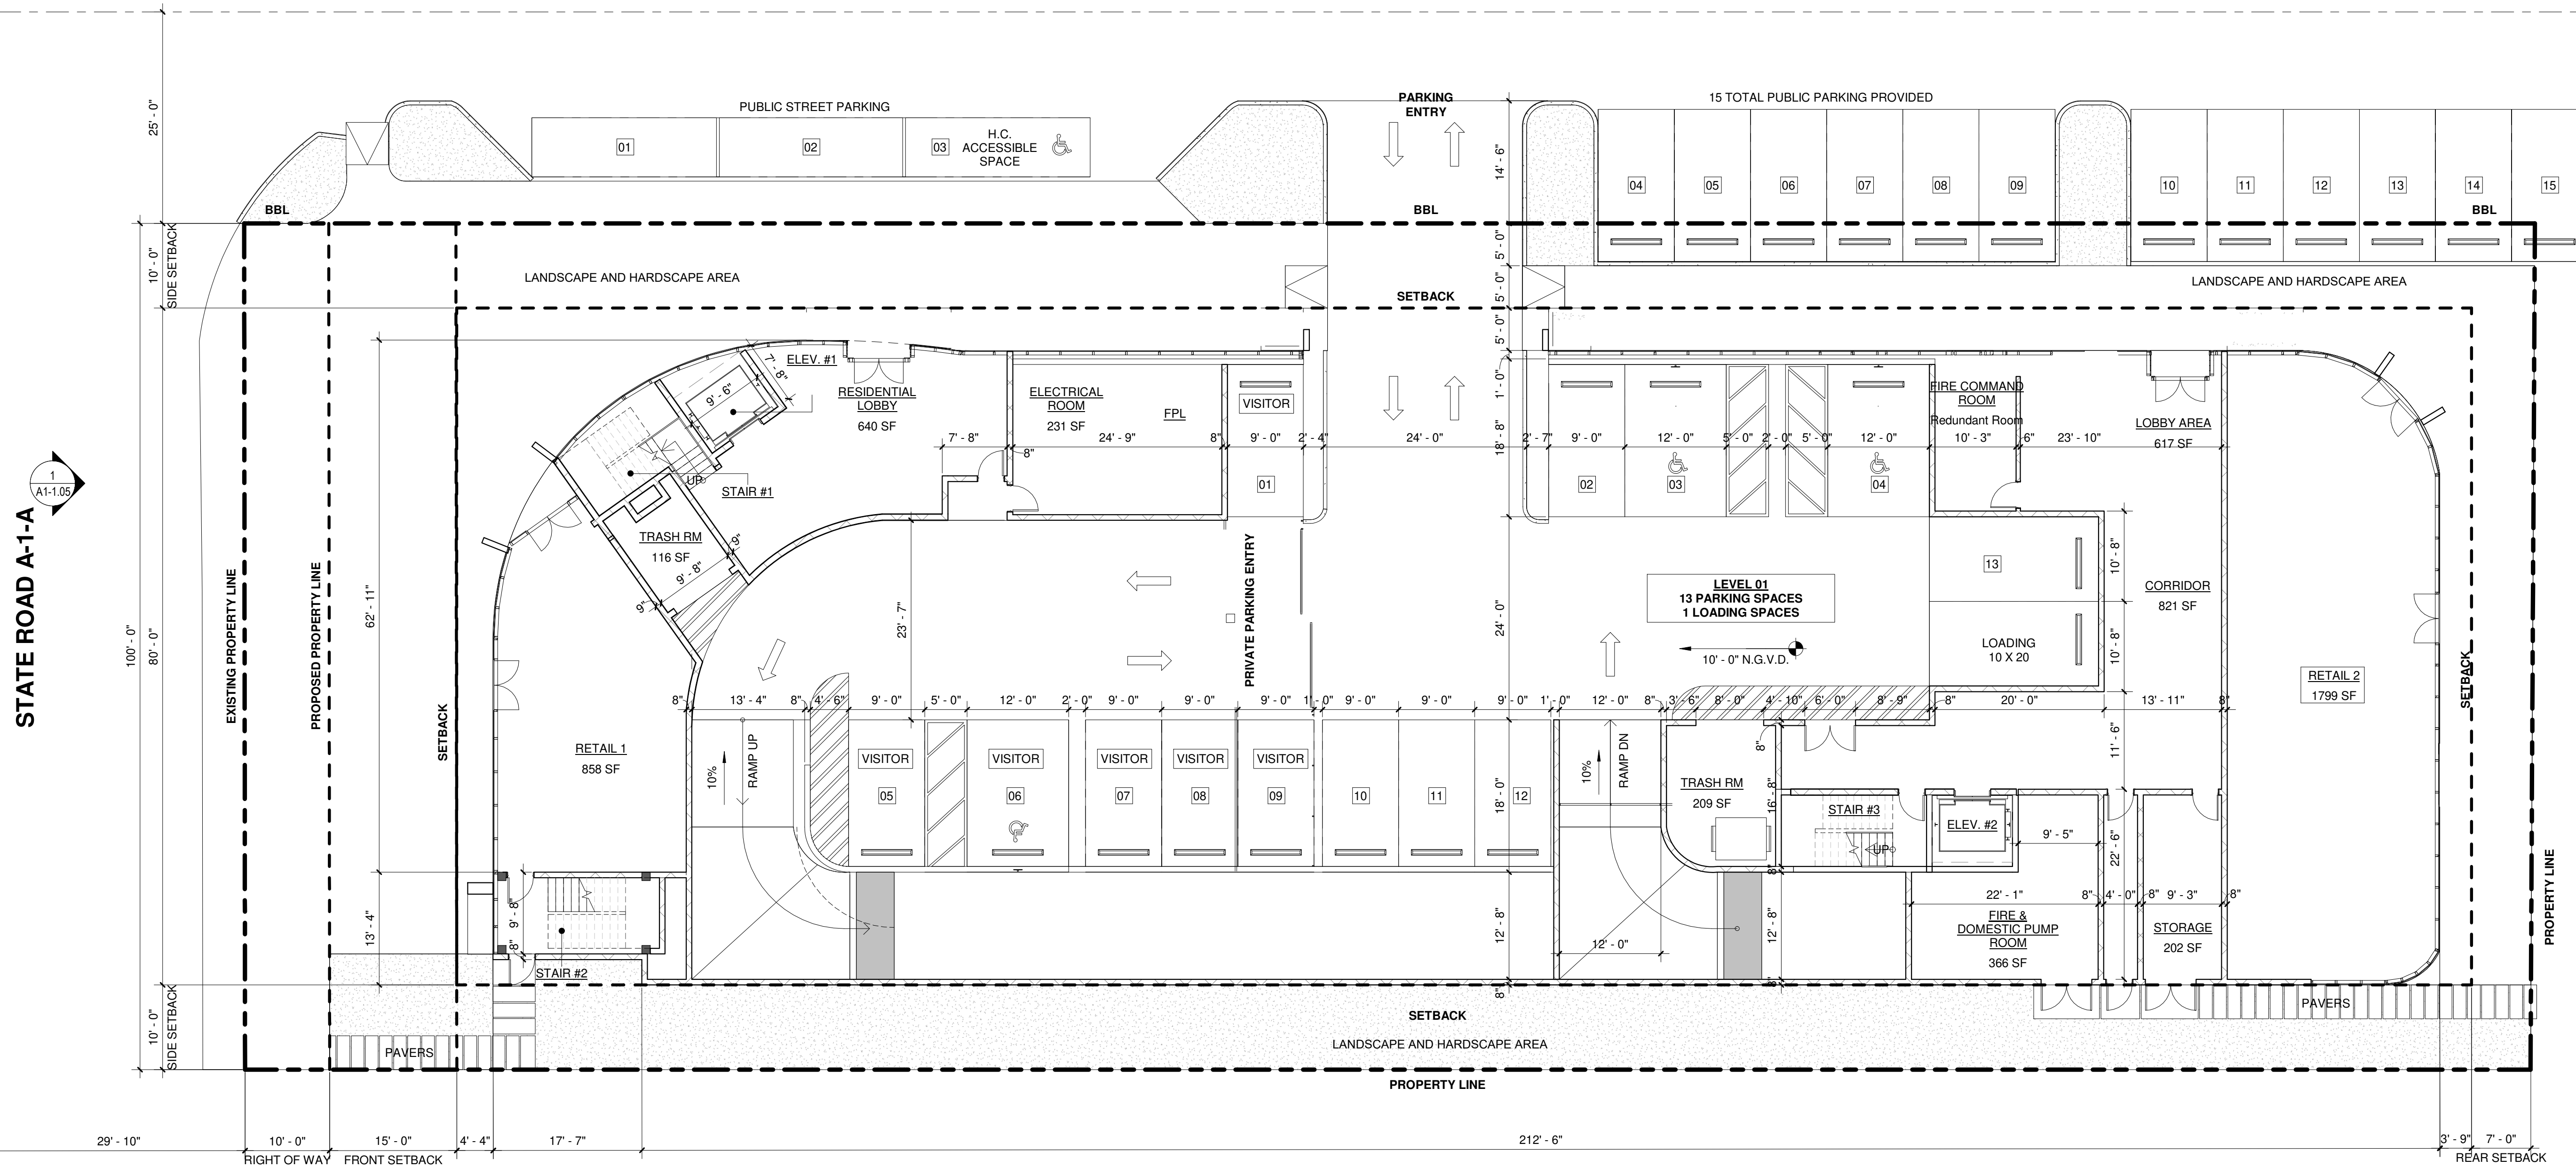 25' - 0"
PUBLIC STREET PARKING
01
02
03
H.C.
ACCESSIBLE
SPACE
PARKING
ENTRY
14' - 6"
15 TOTAL PUBLIC PARKING PROVIDED
04
05
06
07
08
09
10
11
12
13
14
15
BBL
BBL
BBL
10' - 0"
SIDE SETBACK
LANDSCAPE AND HARDSCAPE AREA
5' - 0"
5' - 0"
SETBACK
LANDSCAPE AND HARDSCAPE AREA
5' - 0"
1' - 0"
18' - 8"
ELEV. #1
7' - 8"
9' - 6"
RESIDENTIAL
LOBBY
640 SF
ELECTRICAL
ROOM
231 SF
FPL
VISITOR
FIRE COMMAND
ROOM
Redundant Room
LOBBY AREA
617 SF
7' - 8"
8"
24' - 9"
8"
9' - 0"
2' - 4"
24' - 0"
2' - 7"
9' - 0"
12' - 0"
5' - 0"
2' - 0"
5' - 0"
12' - 0"
10' - 3"
6"
23' - 10"
01
02
03
04
1
A1-1.05
STATE ROAD A-1-A
UP
STAIR #1
TRASH RM
116 SF
9"
9' - 8"
9"
62' - 11"
100' - 0"
80' - 0"
EXISTING PROPERTY LINE
PROPOSED PROPERTY LINE
SETBACK
23' - 7"
PRIVATE PARKING ENTRY
24' - 0"
LEVEL 01
13 PARKING SPACES
1 LOADING SPACES
10' - 0" N.G.V.D.
13
10' - 8"
LOADING
10 X 20
10' - 8"
CORRIDOR
821 SF
RETAIL 2
1799 SF
SETBACK
8"
13' - 4"
8"
4' - 6"
9' - 0"
5' - 0"
12' - 0"
2' - 0"
9' - 0"
9' - 0"
9' - 0"
1' - 0"
9' - 0"
9' - 0"
9' - 0"
1' - 0"
12' - 0"
8"
3' - 6"
8' - 0"
4' - 10"
6' - 0"
8' - 9"
8"
20' - 0"
13' - 11"
8"
RETAIL 1
858 SF
10%
RAMP UP
VISITOR
VISITOR
VISITOR
VISITOR
VISITOR
05
06
07
08
09
10
11
12
18' - 0"
10%
RAMP DN
TRASH RM
209 SF
8"
16' - 8"
8"
11' - 6"
STAIR #3
UP
ELEV. #2
9' - 5"
22' - 6"
13' - 4"
9' - 8"
8"
STAIR #2
12' - 8"
8"
12' - 0"
12' - 8"
8"
22' - 1"
8"
4' - 0"
8"
9' - 3"
8"
FIRE &
DOMESTIC PUMP
ROOM
366 SF
STORAGE
202 SF
PROPERTY LINE
10' - 0"
SIDE SETBACK
PAVERS
SETBACK
LANDSCAPE AND HARDSCAPE AREA
PAVERS
PROPERTY LINE
29' - 10"
10' - 0"
15' - 0"
4' - 4"
17' - 7"
212' - 6"
3' - 9"
7' - 0"
RIGHT OF WAY
FRONT SETBACK
REAR SETBACK